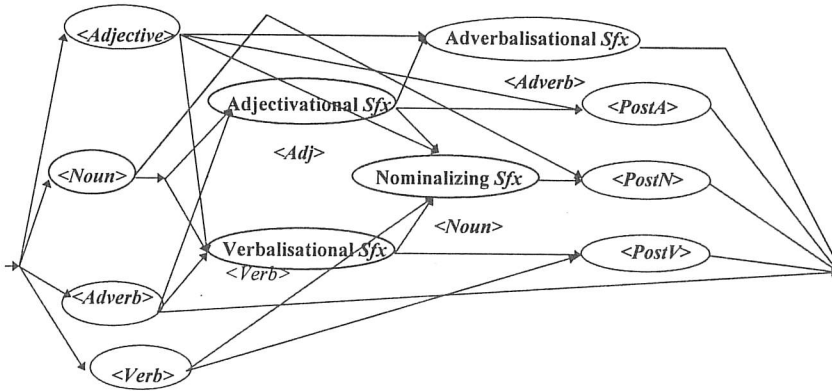 <Adjective>
Adverbalisational Sfx
<Adverb>
Adjectivational Sfx
<PostA>
<Adj>
<Noun>
Nominalizing Sfx
<PostN>
<Noun>
Verbalisational Sfx
<PostV>
<Verb>
<Adverb>
<Verb>